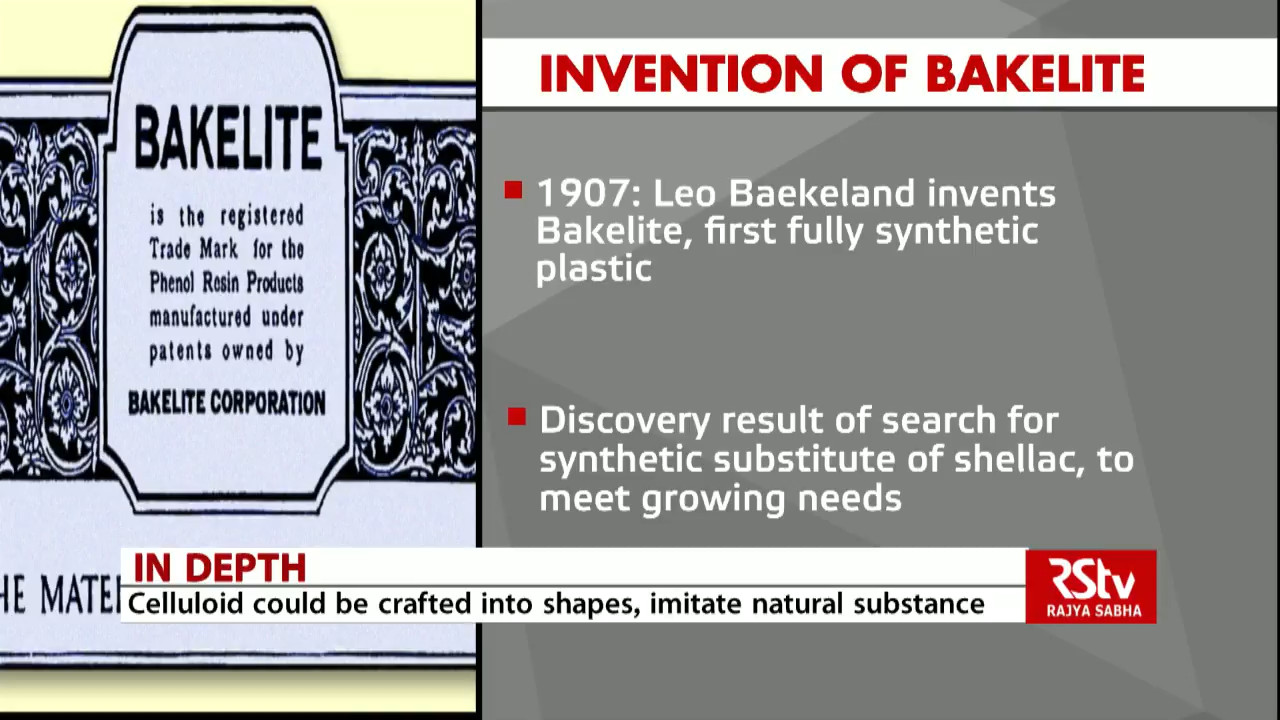 BAKELITE
is the registered
Trade Mark for the
Phenol Resin Products
manufactured under
patents owned by
BAKELITE CORPORATION
HE MATE
INVENTION OF BAKELITE
1907: Leo Baekeland invents
Bakelite, first fully synthetic
plastic
Discovery result of search for
synthetic substitute of shellac, to
meet growing needs
IN DEPTH
Celluloid could be crafted into shapes, imitate natural substance
RStv
RAJYA SABHA